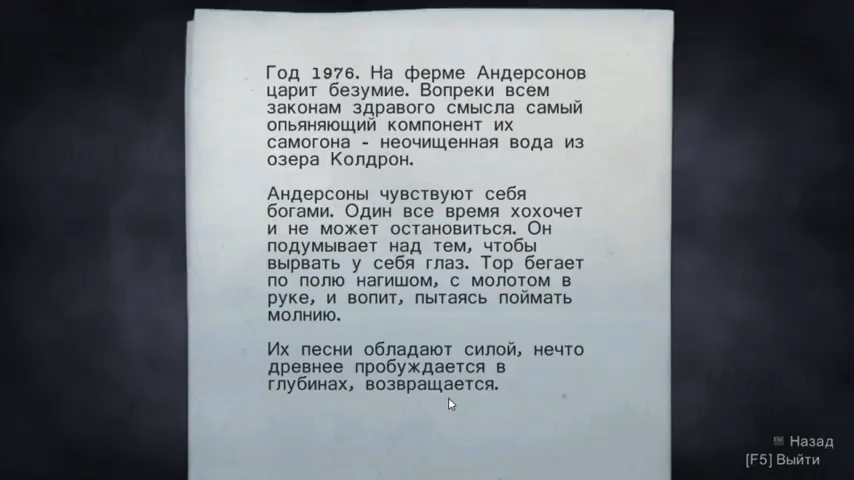 Год 1976. На ферме Андерсонов
царит безумие. Вопреки всем
законам здравого смысла самый
опьяняющий компонент их
самогона - неочищенная вода из
озера Колдрон.
Андерсоны чувствуют себя
богами. Один все время хохочет
и не может остановиться. Он
подумывает над тем, чтобы
вырвать у себя глаз. Тор бегает
по полю нагишом, с молотом в
руке, и вопит, пытаясь поймать
молнию.
Их песни обладают силой, нечто
древнее пробуждается в
глубинах, возвращается.
Назад
[F5] Выйти